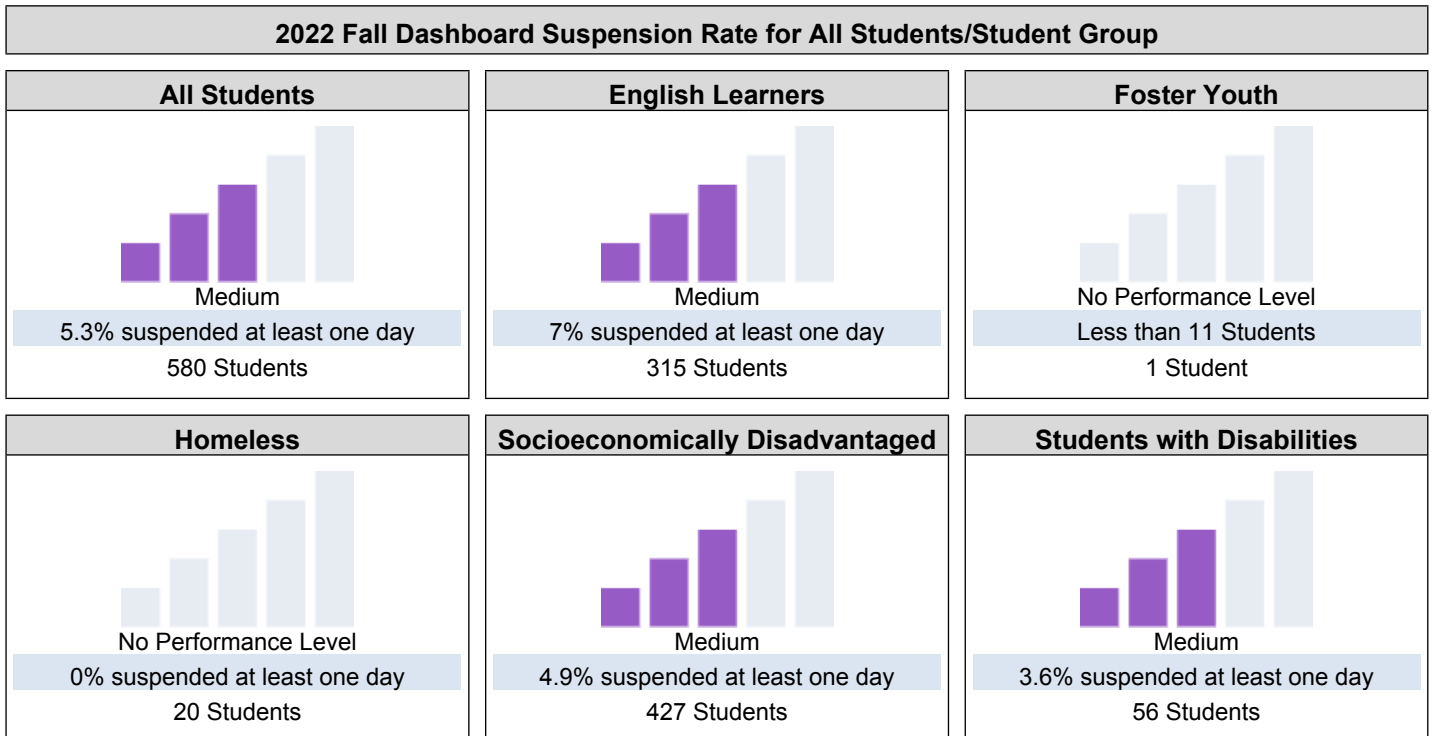 2022 Fall Dashboard Suspension Rate for All Students/Student Group
All Students
Medium
5.3% suspended at least one day
580 Students
English Learners
Medium
7% suspended at least one day
315 Students
Foster Youth
No Performance Level
Less than 11 Students
1 Student
Homeless
No Performance Level
0% suspended at least one day
20 Students
Socioeconomically Disadvantaged
Medium
4.9% suspended at least one day
427 Students
Students with Disabilities
Medium
3.6% suspended at least one day
56 Students